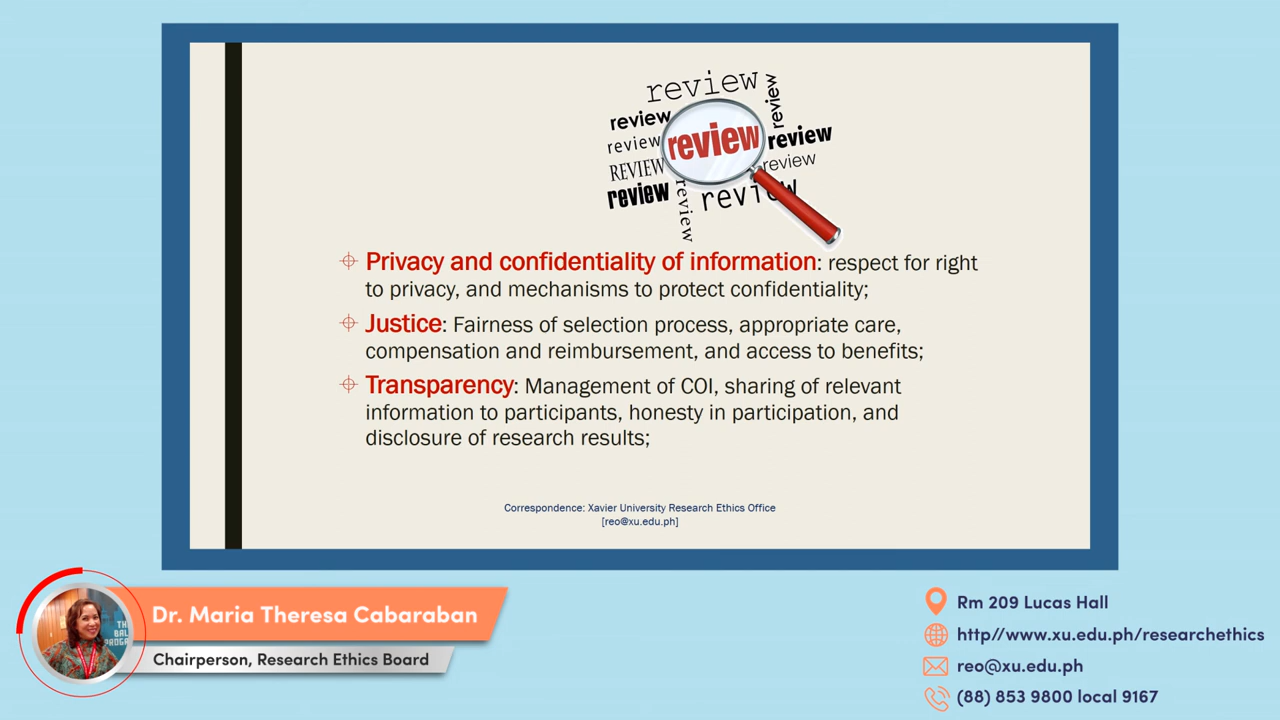 review
review
review
review
review
review
REVIEW
review
review
review
review
Privacy and confidentiality of information: respect for right
to privacy, and mechanisms to protect confidentiality;
Justice: Fairness of selection process, appropriate care,
compensation and reimbursement, and access to benefits;
Transparency: Management of COI, sharing of relevant
information to participants, honesty in participation, and
disclosure of research results;
Correspondence: Xavier University Research Ethics Office
[reo@xu.edu.ph]
Dr. Maria Theresa Cabaraban
Chairperson, Research Ethics Board
Rm 209 Lucas Hall
http//www.xu.edu.ph/researchethics
reo@xu.edu.ph
(88) 853 9800 local 9167